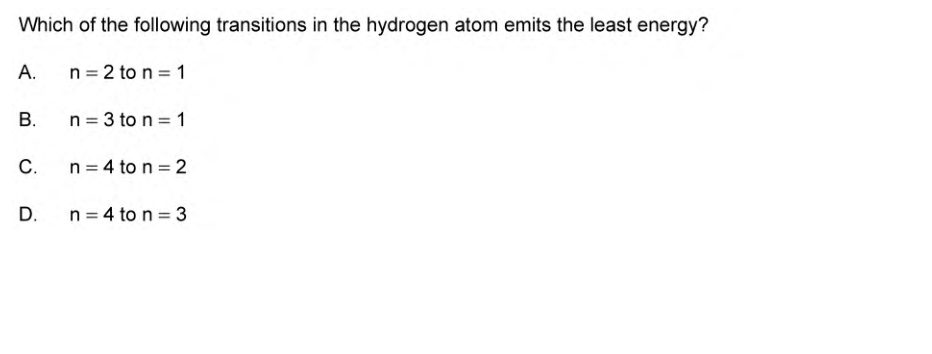 Which of the following transitions in the hydrogen atom emits the least energy?
A. n = 2 to n = 1
B. n = 3 to n = 1
C. n = 4 to n = 2
D. n = 4 to n = 3